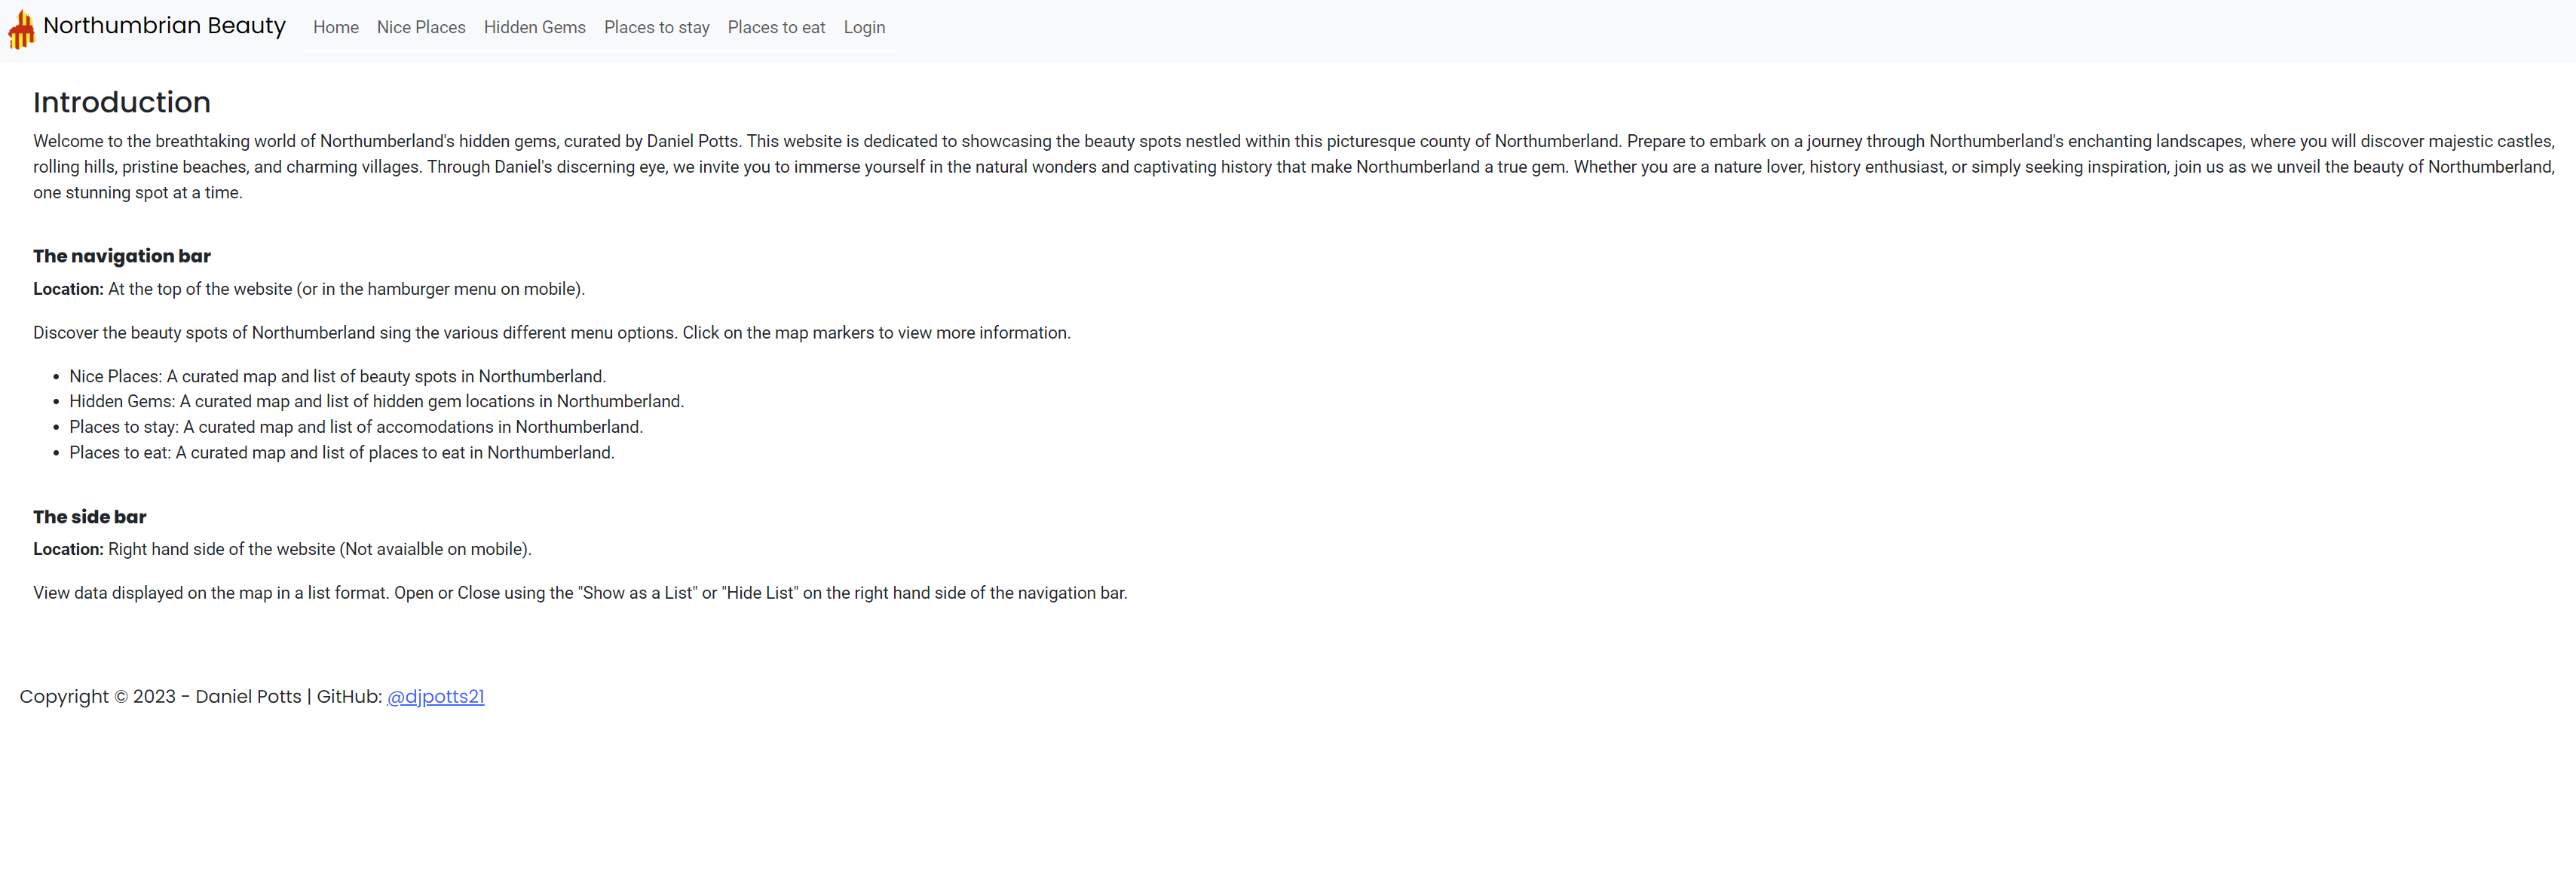 Northumbrian Beauty Home Nice Places Hidden Gems Places to stay Places to eat Login
Introduction
Welcome to the breathtaking world of Northumberland's hidden gems, curated by Daniel Potts. This website is dedicated to showcasing the beauty spots nestled within this picturesque county of Northumberland. Prepare to embark on a journey through Northumberland's enchanting landscapes, where you will discover majestic castles,
rolling hills, pristine beaches, and charming villages. Through Daniel's discerning eye, we invite you to immerse yourself in the natural wonders and captivating history that make Northumberland a true gem. Whether you are a nature lover, history enthusiast, or simply seeking inspiration, join us as we unveil the beauty of Northumberland,
one stunning spot at a time.
The navigation bar
Location: At the top of the website (or in the hamburger menu on mobile).
Discover the beauty spots of Northumberland sing the various different menu options. Click on the map markers to view more information.
• Nice Places: A curated map and list of beauty spots in Northumberland.
• Hidden Gems: A curated map and list of hidden gem locations in Northumberland.
• Places to stay: A curated map and list of accomodations in Northumberland.
• Places to eat: A curated map and list of places to eat in Northumberland.
The side bar
Location: Right hand side of the website (Not avaialble on mobile).
View data displayed on the map in a list format. Open or Close using the "Show as a List" or "Hide List" on the right hand side of the navigation bar.
Copyright © 2023 - Daniel Potts | GitHub: @djpotts21